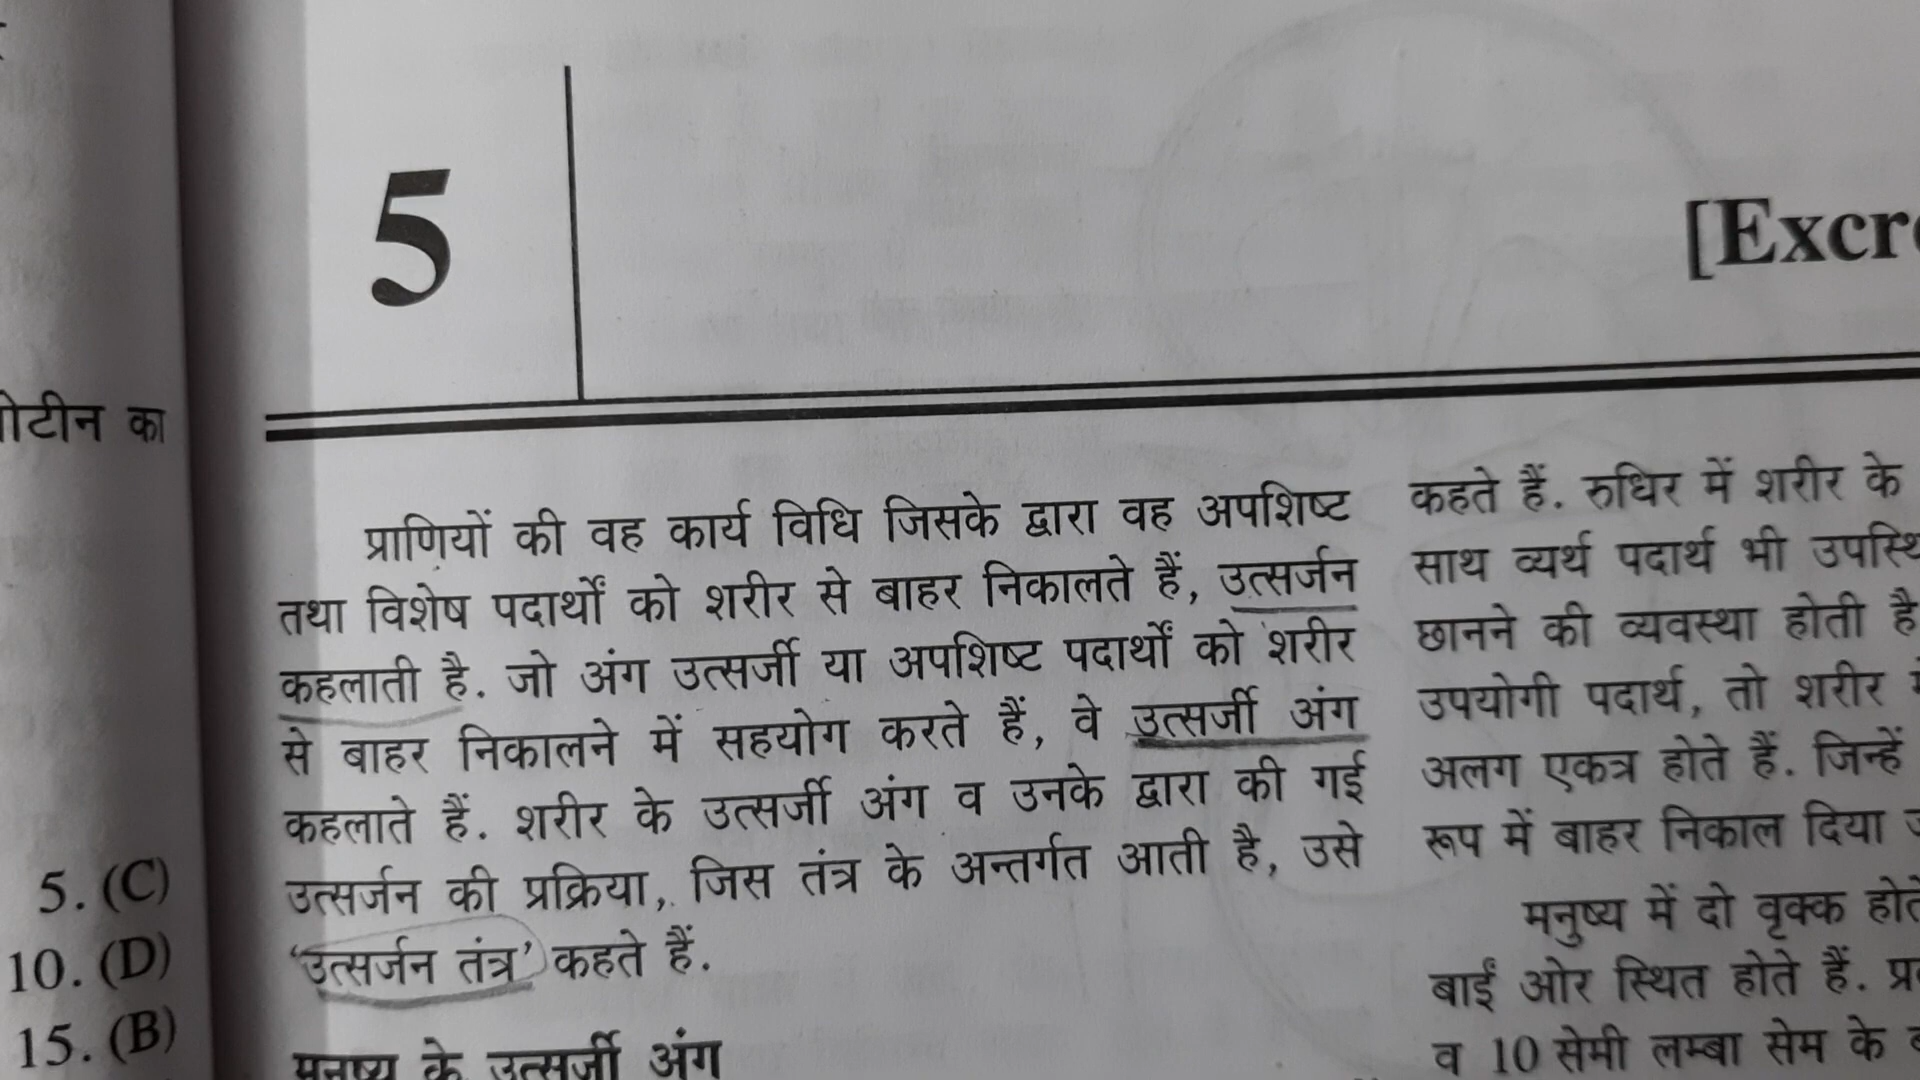 5
[Excr
ोटीन का
5. (C)
10. (D)
15. (B)
प्राणियों की वह कार्य विधि जिसके द्वारा वह अपशिष्ट
तथा विशेष पदार्थों को शरीर से बाहर निकालते हैं, उत्सर्जन
कहलाती है. जो अंग उत्सर्जी या अपशिष्ट पदार्थों को शरीर
से बाहर निकालने में सहयोग करते हैं, वे उत्सर्जी अंग
कहलाते हैं. शरीर के उत्सर्जी अंग व उनके द्वारा की गई
उत्सर्जन की प्रक्रिया, जिस तंत्र के अन्तर्गत आती है, उसे
‘उत्सर्जन तंत्र’ कहते हैं.
मनुष्य के उत्सर्जी अंग
कहते हैं. रुधिर में शरीर के
साथ व्यर्थ पदार्थ भी
छानने की व्यवस्था होती है
उपयोगी पदार्थ, तो शरीर
अलग एकत्र होते हैं. जिन्हें
रूप में बाहर निकाल दिया
मनुष्य में दो वृक्क
बाईं ओर स्थित होते हैं.
व 10 सेमी लम्बा सेम के